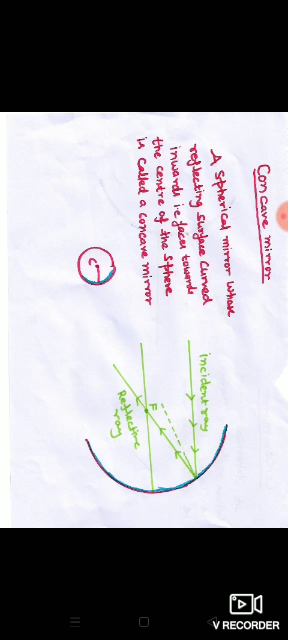 Concave mirror
A spherical mirror whose
reflecting surface curved
inwards i.e faces towards
the centre of the sphere
is called a concave mirror
C
incident ray
F
Reflective
ray
V RECORDER